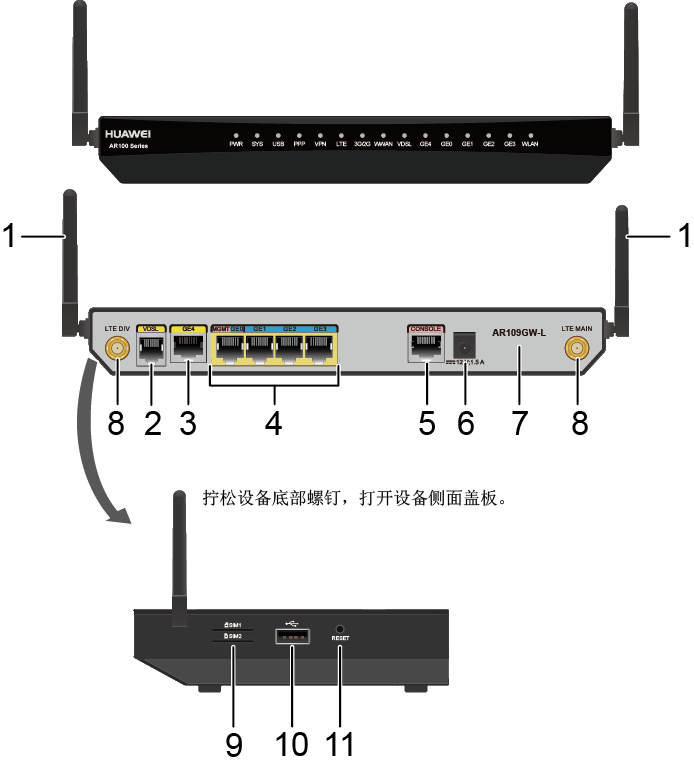 HUAWEI
AR100 Series
PWR SYS USB PPP VPN LTE 3G/2G WWAN VDSL GE4 GE0 GE1 GE2 GE3 WLAN
1 1
LTE DIV VDSL GE4 MGMT GE0 GE1 GE2 GE3 CONSOLE AR109GW-L LTE MAIN
12V 1.5A
8 2 3 4 5 6 7 8
拧松设备底部螺钉，打开设备侧面盖板。
SIM1
SIM2
RESET
9 10 11